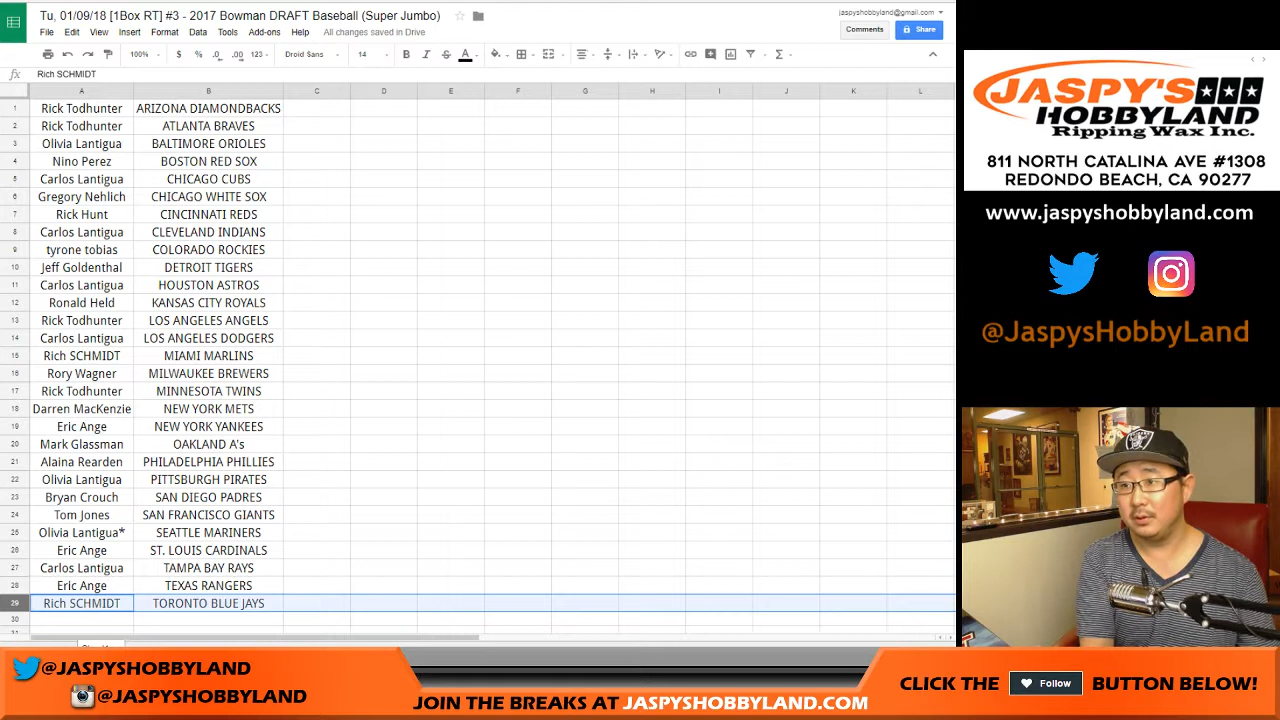 Tu, 01/09/18 [1Box RT] #3 - 2017 Bowman DRAFT Baseball (Super Jumbo)
jaspyshobbyland@gmail.com
File Edit View Insert Format Data Tools Add-ons Help All changes saved in Drive
Comments Share
100% $ % .0 .00 123 Droid Sans 14 B I S A
fx Rich SCHMIDT
A B C D E F G H I J K L
1 Rick Todhunter ARIZONA DIAMONDBACKS
2 Rick Todhunter ATLANTA BRAVES
3 Olivia Lantigua BALTIMORE ORIOLES
4 Nino Perez BOSTON RED SOX
5 Carlos Lantigua CHICAGO CUBS
6 Gregory Nehlich CHICAGO WHITE SOX
7 Rick Hunt CINCINNATI REDS
8 Carlos Lantigua CLEVELAND INDIANS
9 tyrone tobias COLORADO ROCKIES
10 Jeff Goldenthal DETROIT TIGERS
11 Carlos Lantigua HOUSTON ASTROS
12 Ronald Held KANSAS CITY ROYALS
13 Rick Todhunter LOS ANGELES ANGELS
14 Carlos Lantigua LOS ANGELES DODGERS
15 Rich SCHMIDT MIAMI MARLINS
16 Rory Wagner MILWAUKEE BREWERS
17 Rick Todhunter MINNESOTA TWINS
18 Darren MacKenzie NEW YORK METS
19 Eric Ange NEW YORK YANKEES
20 Mark Glassman OAKLAND A's
21 Alaina Rearden PHILADELPHIA PHILLIES
22 Olivia Lantigua PITTSBURGH PIRATES
23 Bryan Crouch SAN DIEGO PADRES
24 Tom Jones SAN FRANCISCO GIANTS
25 Olivia Lantigua* SEATTLE MARINERS
26 Eric Ange ST. LOUIS CARDINALS
27 Carlos Lantigua TAMPA BAY RAYS
28 Eric Ange TEXAS RANGERS
29 Rich SCHMIDT TORONTO BLUE JAYS
30
JASPY'S
HOBBYLAND
Ripping Wax Inc.
811 NORTH CATALINA AVE #1308
REDONDO BEACH, CA 90277
www.jaspyshobbyland.com
@JaspysHobbyLand
@JASPYSHOBBYLAND
@JASPYSHOBBYLAND
JOIN THE BREAKS AT JASPYSHOBBYLAND.COM
CLICK THE Follow BUTTON BELOW!